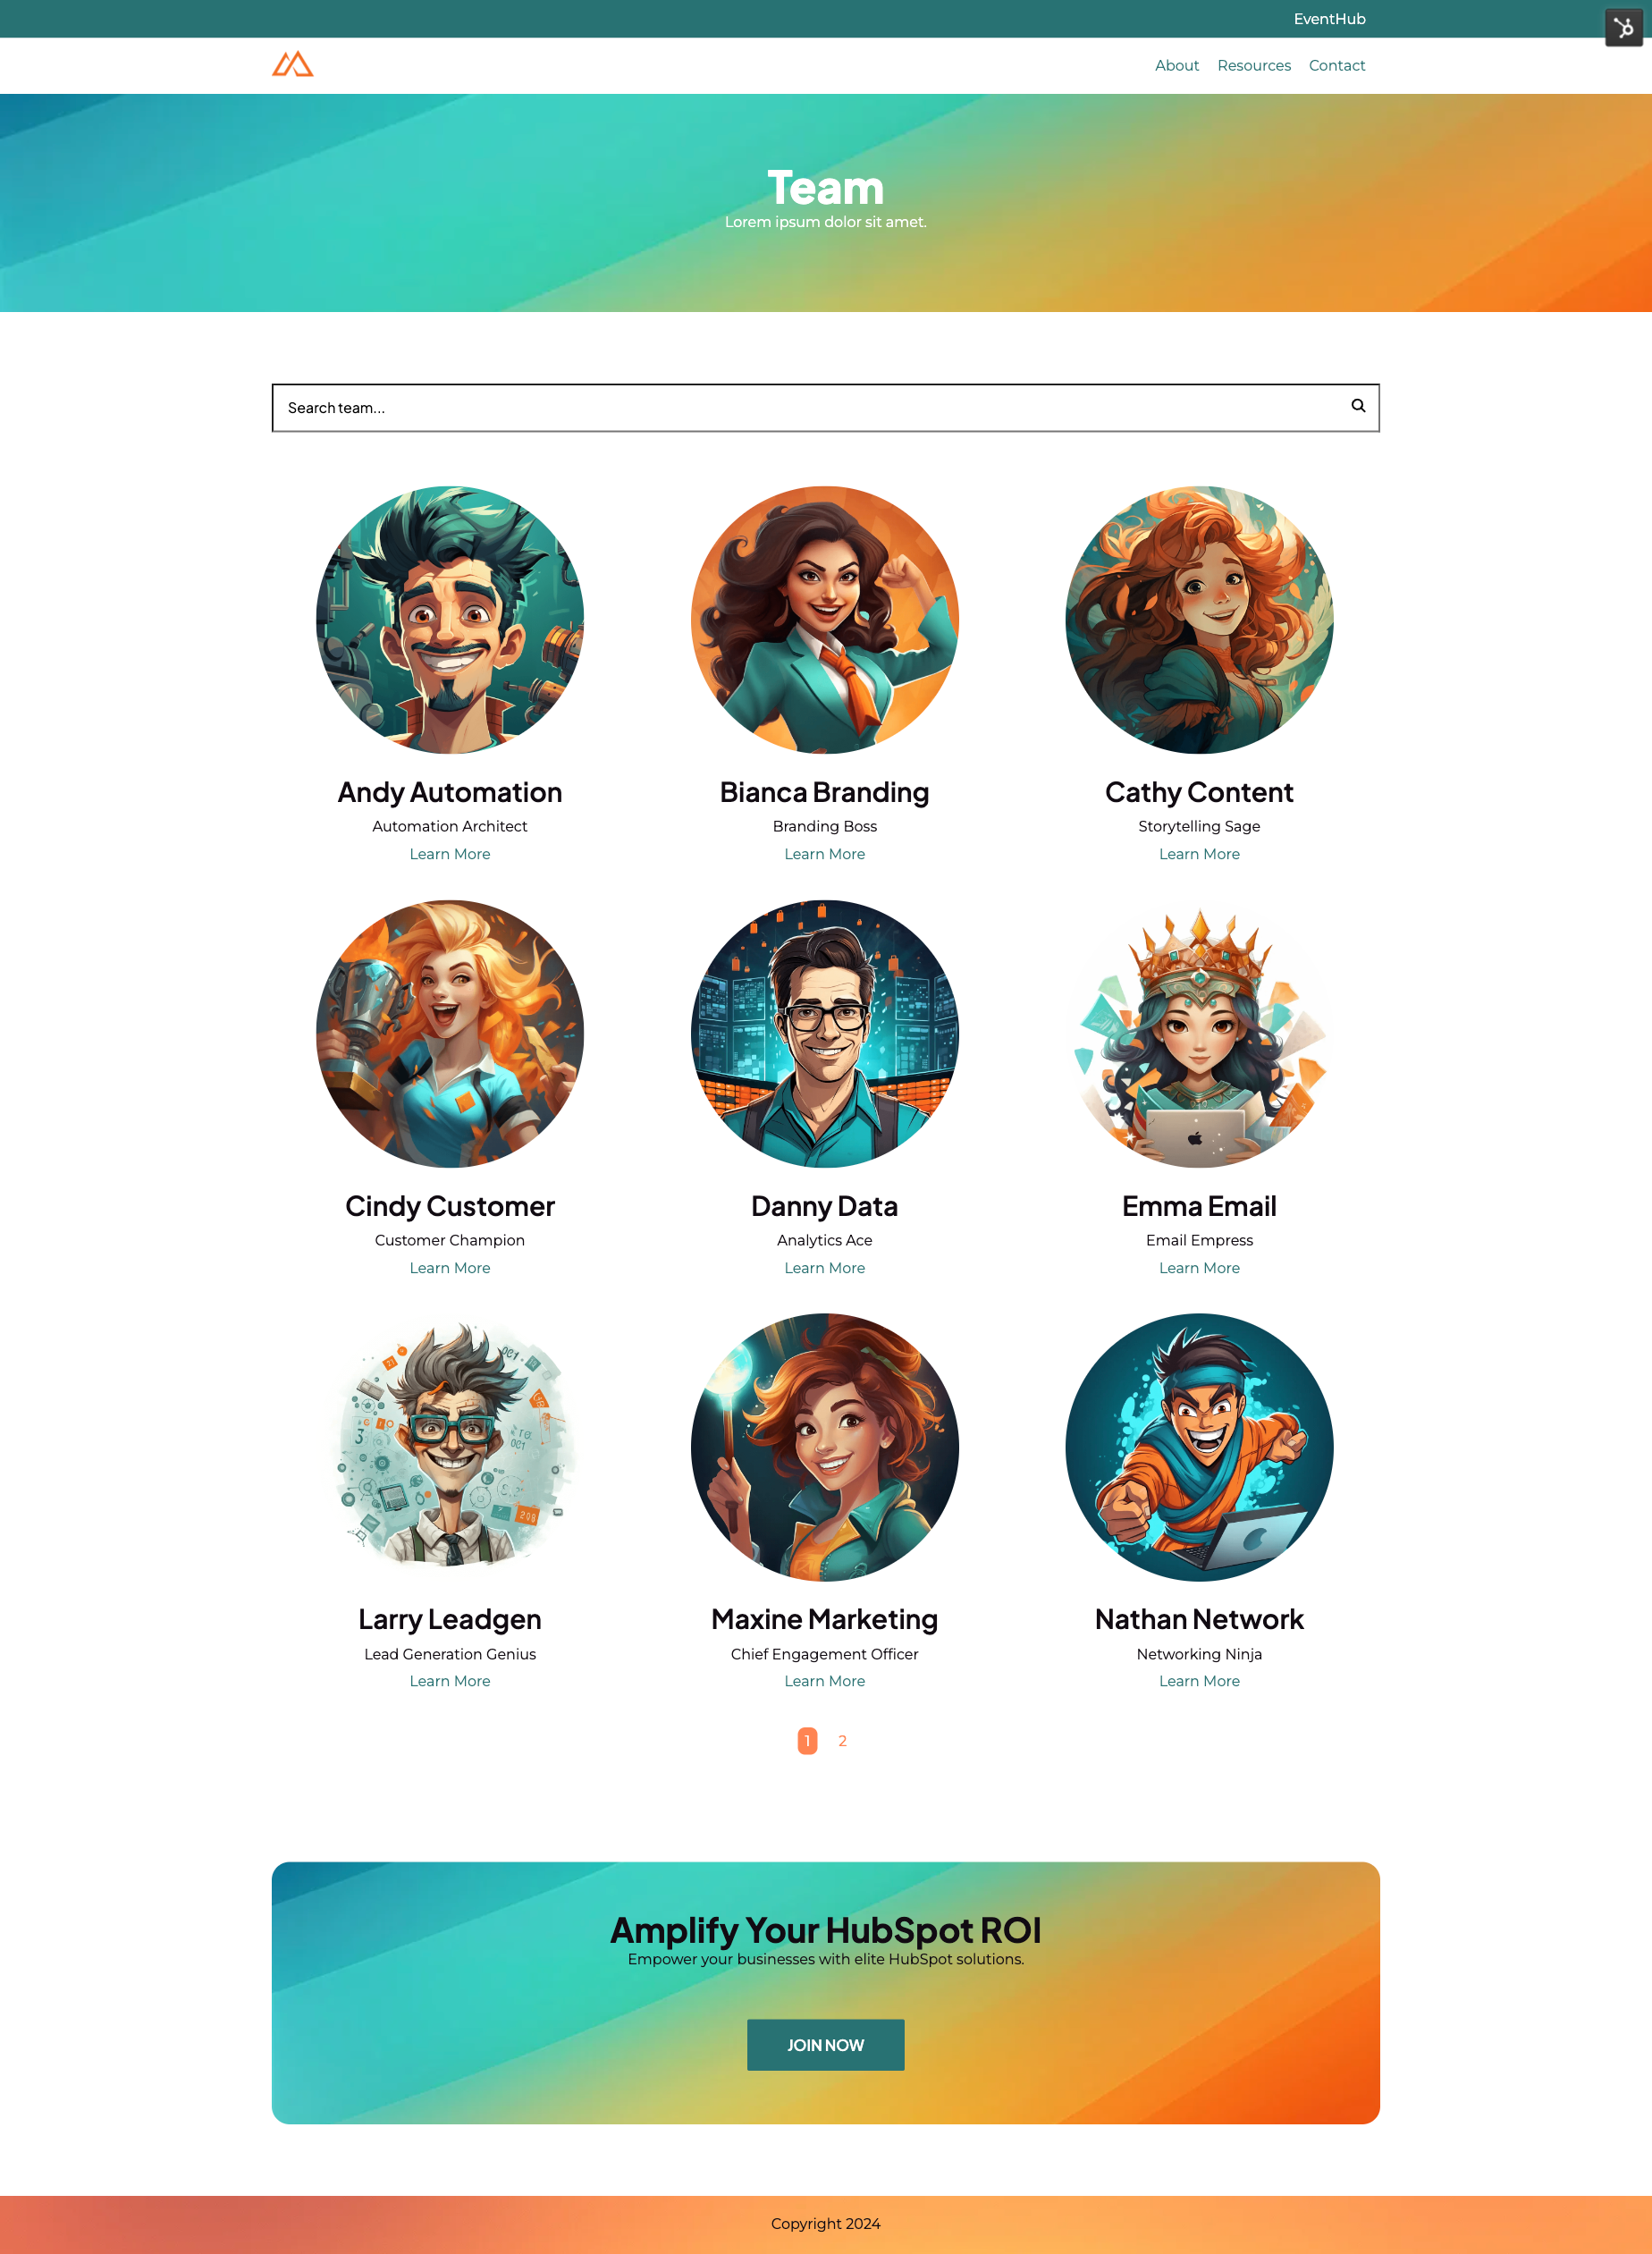 EventHub
About Resources Contact
Team
Lorem ipsum dolor sit amet.
Search team...
Andy Automation Bianca Branding Cathy Content
Automation Architect Branding Boss Storytelling Sage
Learn More Learn More Learn More
Cindy Customer Danny Data Emma Email
Customer Champion Analytics Ace Email Empress
Learn More Learn More Learn More
Larry Leadgen Maxine Marketing Nathan Network
Lead Generation Genius Chief Engagement Officer Networking Ninja
Learn More Learn More Learn More
1 2
Amplify Your HubSpot ROI
Empower your businesses with elite HubSpot solutions.
JOIN NOW
Copyright 2024